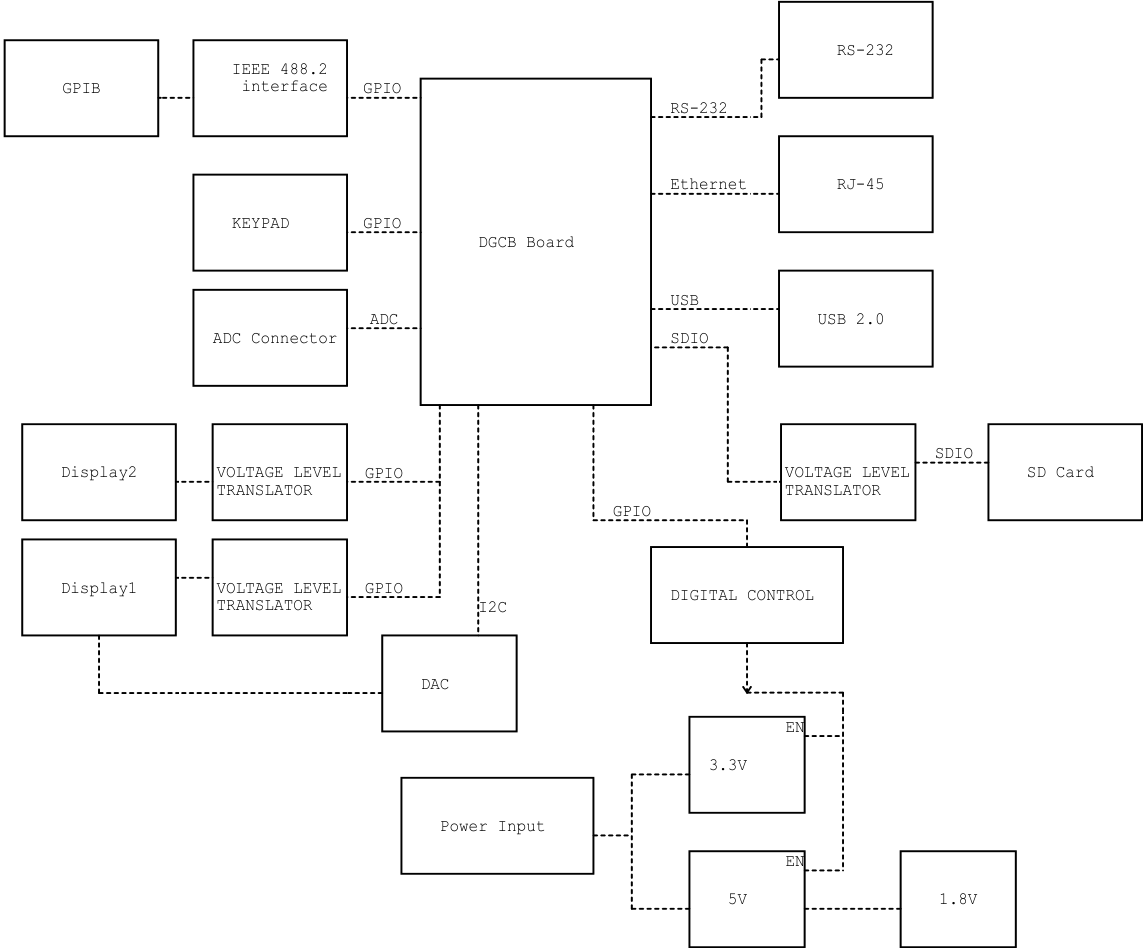 RS-232
GPIB
IEEE 488.2
interface
GPIO
RS-232
KEYPAD
GPIO
Ethernet
RJ-45
DGCB Board
ADC Connector
ADC
USB
USB 2.0
SDIO
Display2
VOLTAGE LEVEL
TRANSLATOR
GPIO
VOLTAGE LEVEL
TRANSLATOR
SDIO
SD Card
GPIO
Display1
VOLTAGE LEVEL
TRANSLATOR
GPIO
I2C
DIGITAL CONTROL
DAC
EN
3.3V
Power Input
EN
5V
1.8V